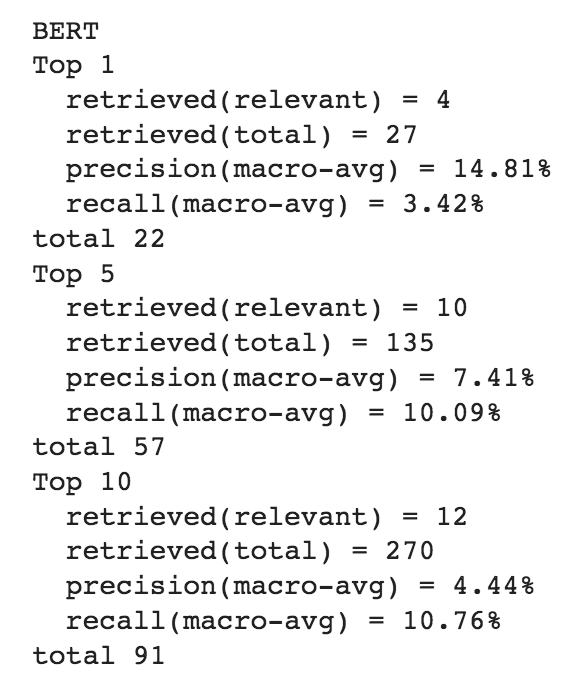 BERT
Top 1
  retrieved(relevant) = 4
  retrieved(total) = 27
  precision(macro-avg) = 14.81%
  recall(macro-avg) = 3.42%
total 22
Top 5
  retrieved(relevant) = 10
  retrieved(total) = 135
  precision(macro-avg) = 7.41%
  recall(macro-avg) = 10.09%
total 57
Top 10
  retrieved(relevant) = 12
  retrieved(total) = 270
  precision(macro-avg) = 4.44%
  recall(macro-avg) = 10.76%
total 91